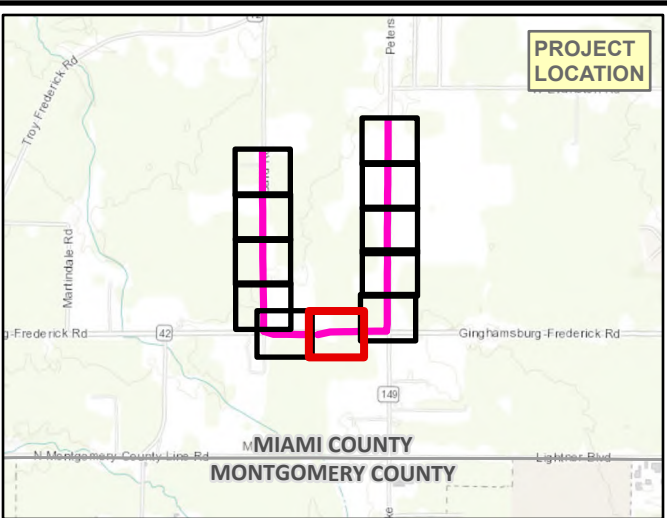 PROJECT
LOCATION
Troy Frederick Rd
Peters
Martindale Rd
g-Frederick Rd
42
Ginghamsburg-Frederick Rd
149
MIAMI COUNTY
N Montgomery County Line Rd
Lightner Blvd
MONTGOMERY COUNTY
ke